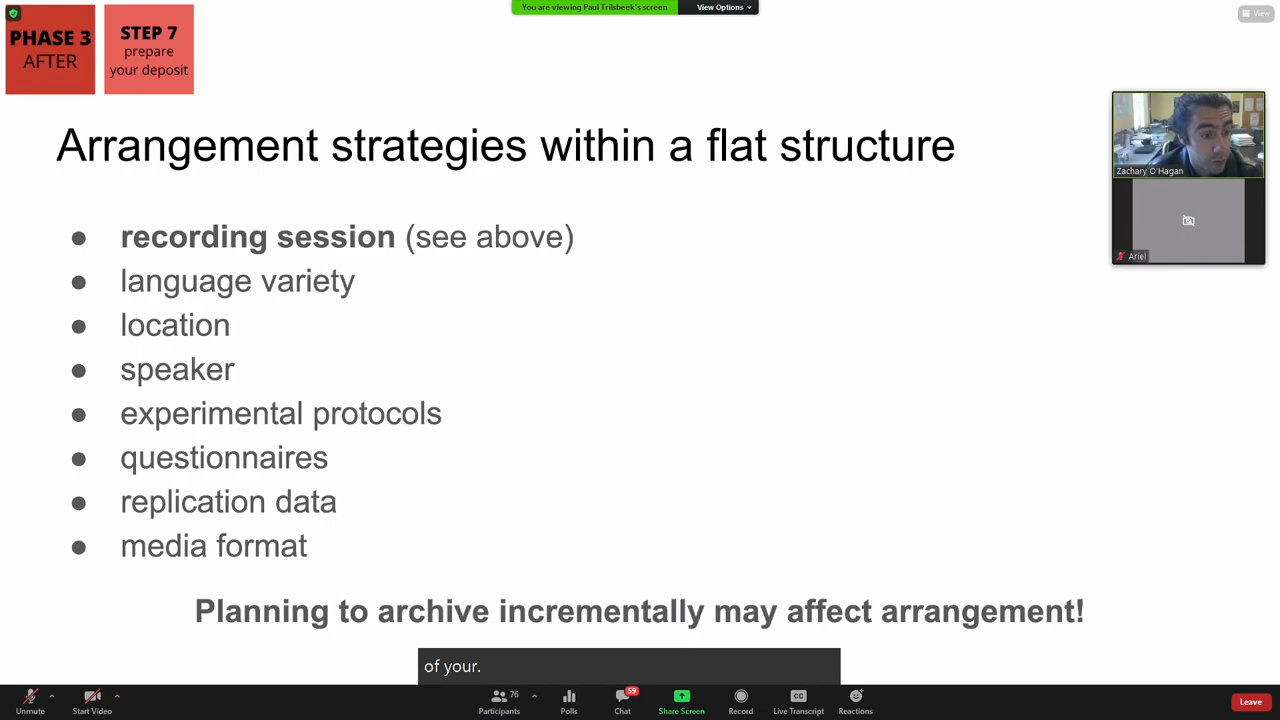 You are viewing Paul Trilsbeek's screen
View Options
View
PHASE 3
AFTER
STEP 7
prepare
your deposit
Arrangement strategies within a flat structure
Zachary O'Hagan
Ariel
● recording session (see above)
● language variety
● location
● speaker
● experimental protocols
● questionnaires
● replication data
● media format
Planning to archive incrementally may affect arrangement!
of your.
76
59
CC
Unmute
Start Video
Participants
Polls
Chat
Share Screen
Record
Live Transcript
Reactions
Leave